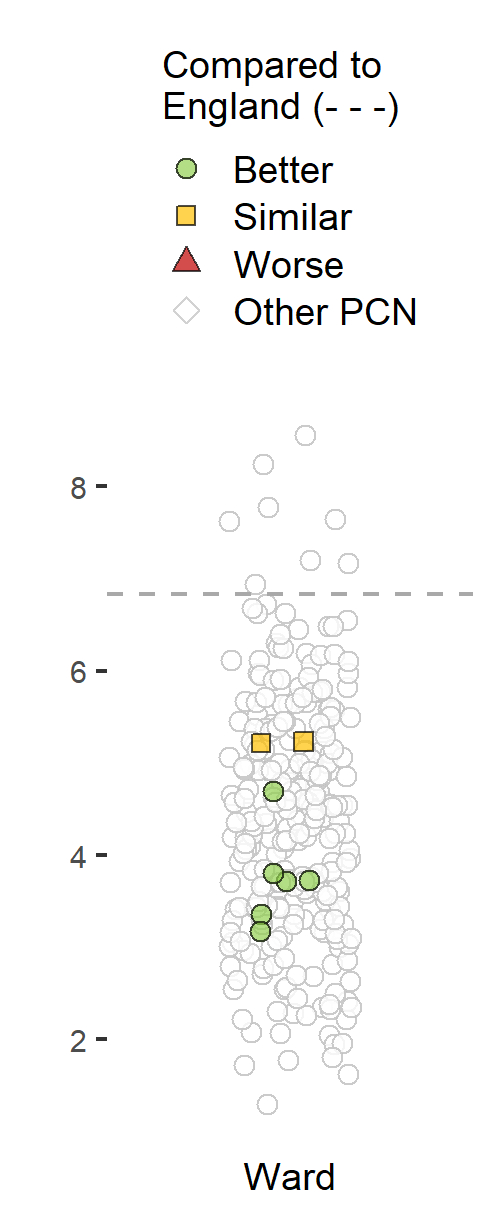 Compared to
England (- - -)
Better
Similar
Worse
Other PCN
8
6
4
2
Ward